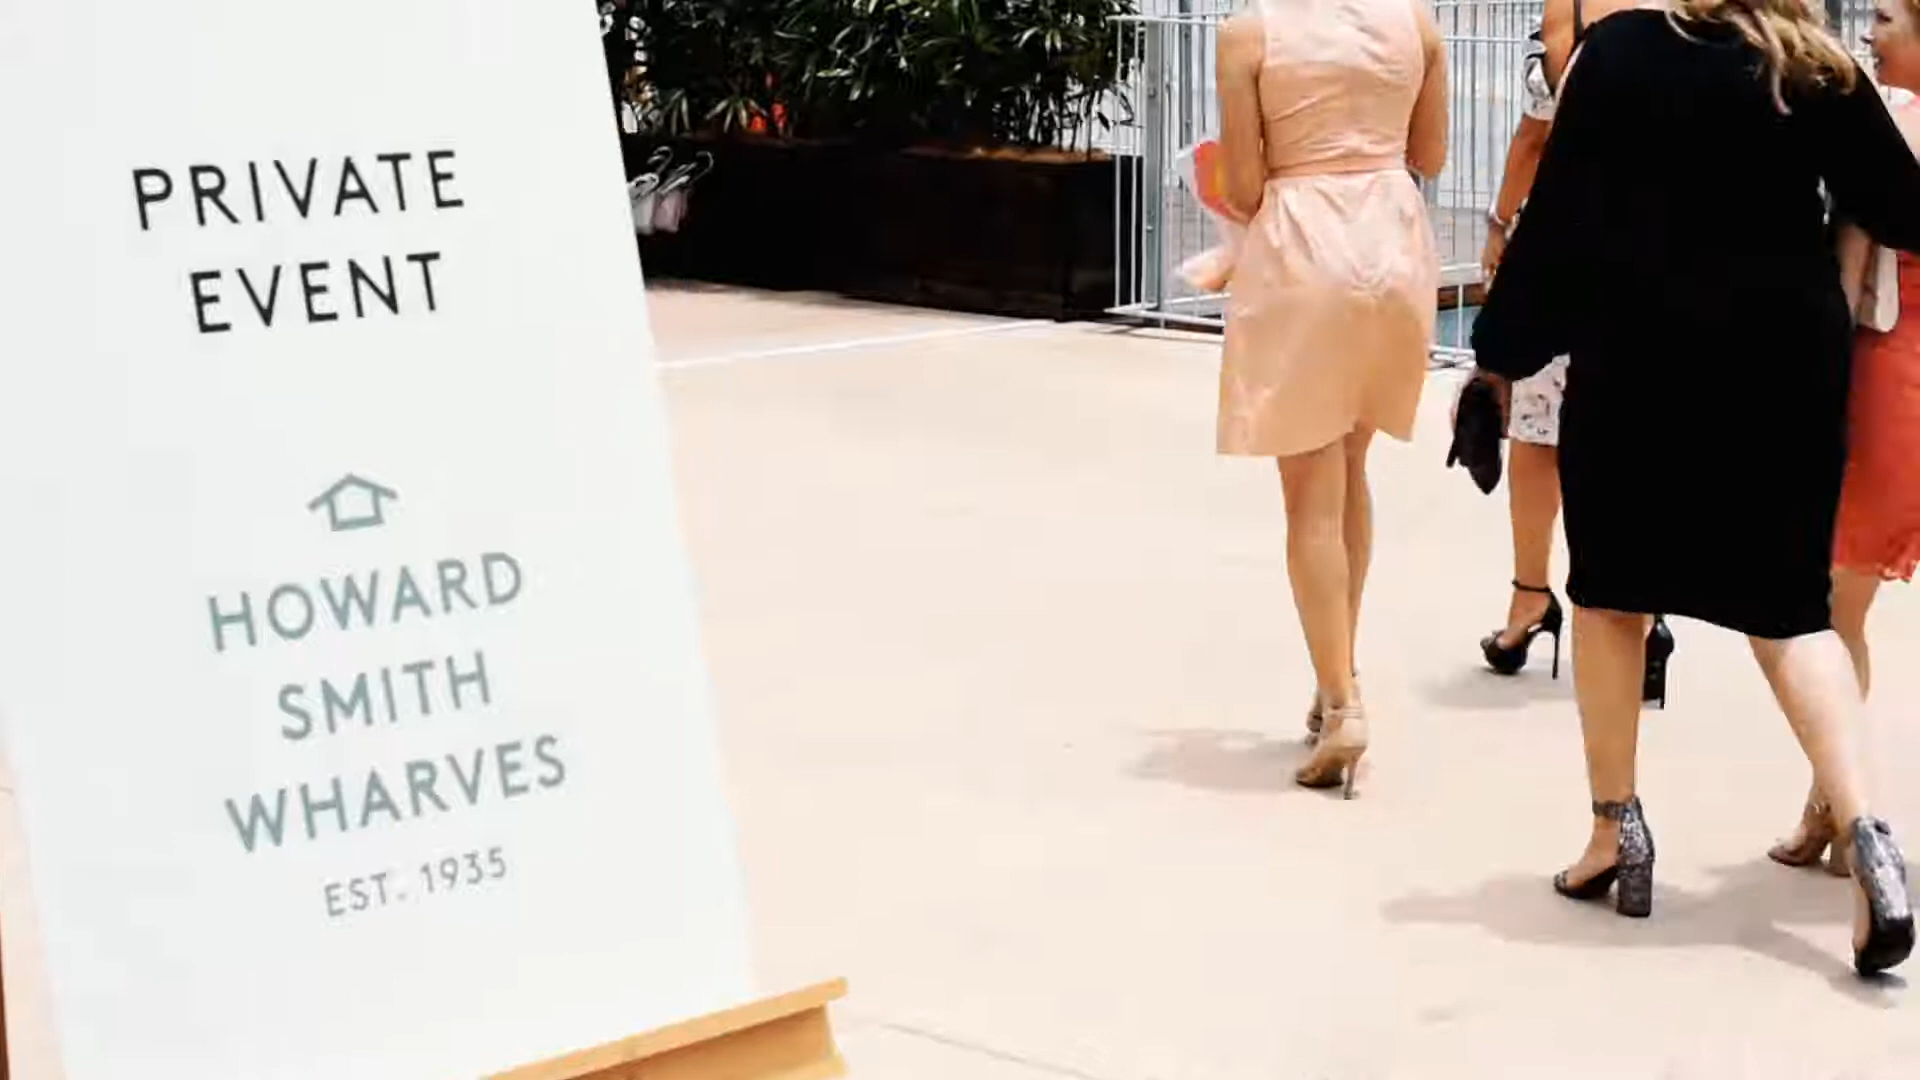 PRIVATE
EVENT
HOWARD
SMITH
WHARVES
EST. 1935